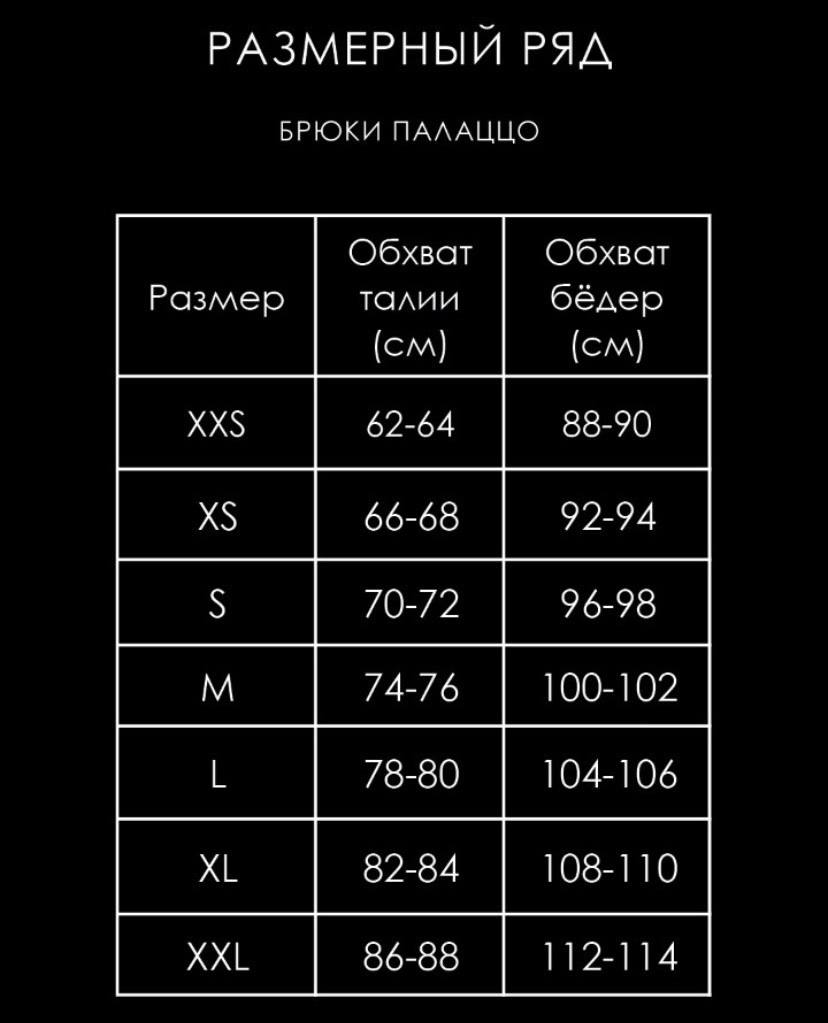 РАЗМЕРНЫЙ РЯД
БРЮКИ ПАЛАЦЦО
Размер
Обхват
талии
(см)
Обхват
бёдер
(см)
XXS 62-64 88-90
XS 66-68 92-94
S 70-72 96-98
M 74-76 100-102
L 78-80 104-106
XL 82-84 108-110
XXL 86-88 112-114